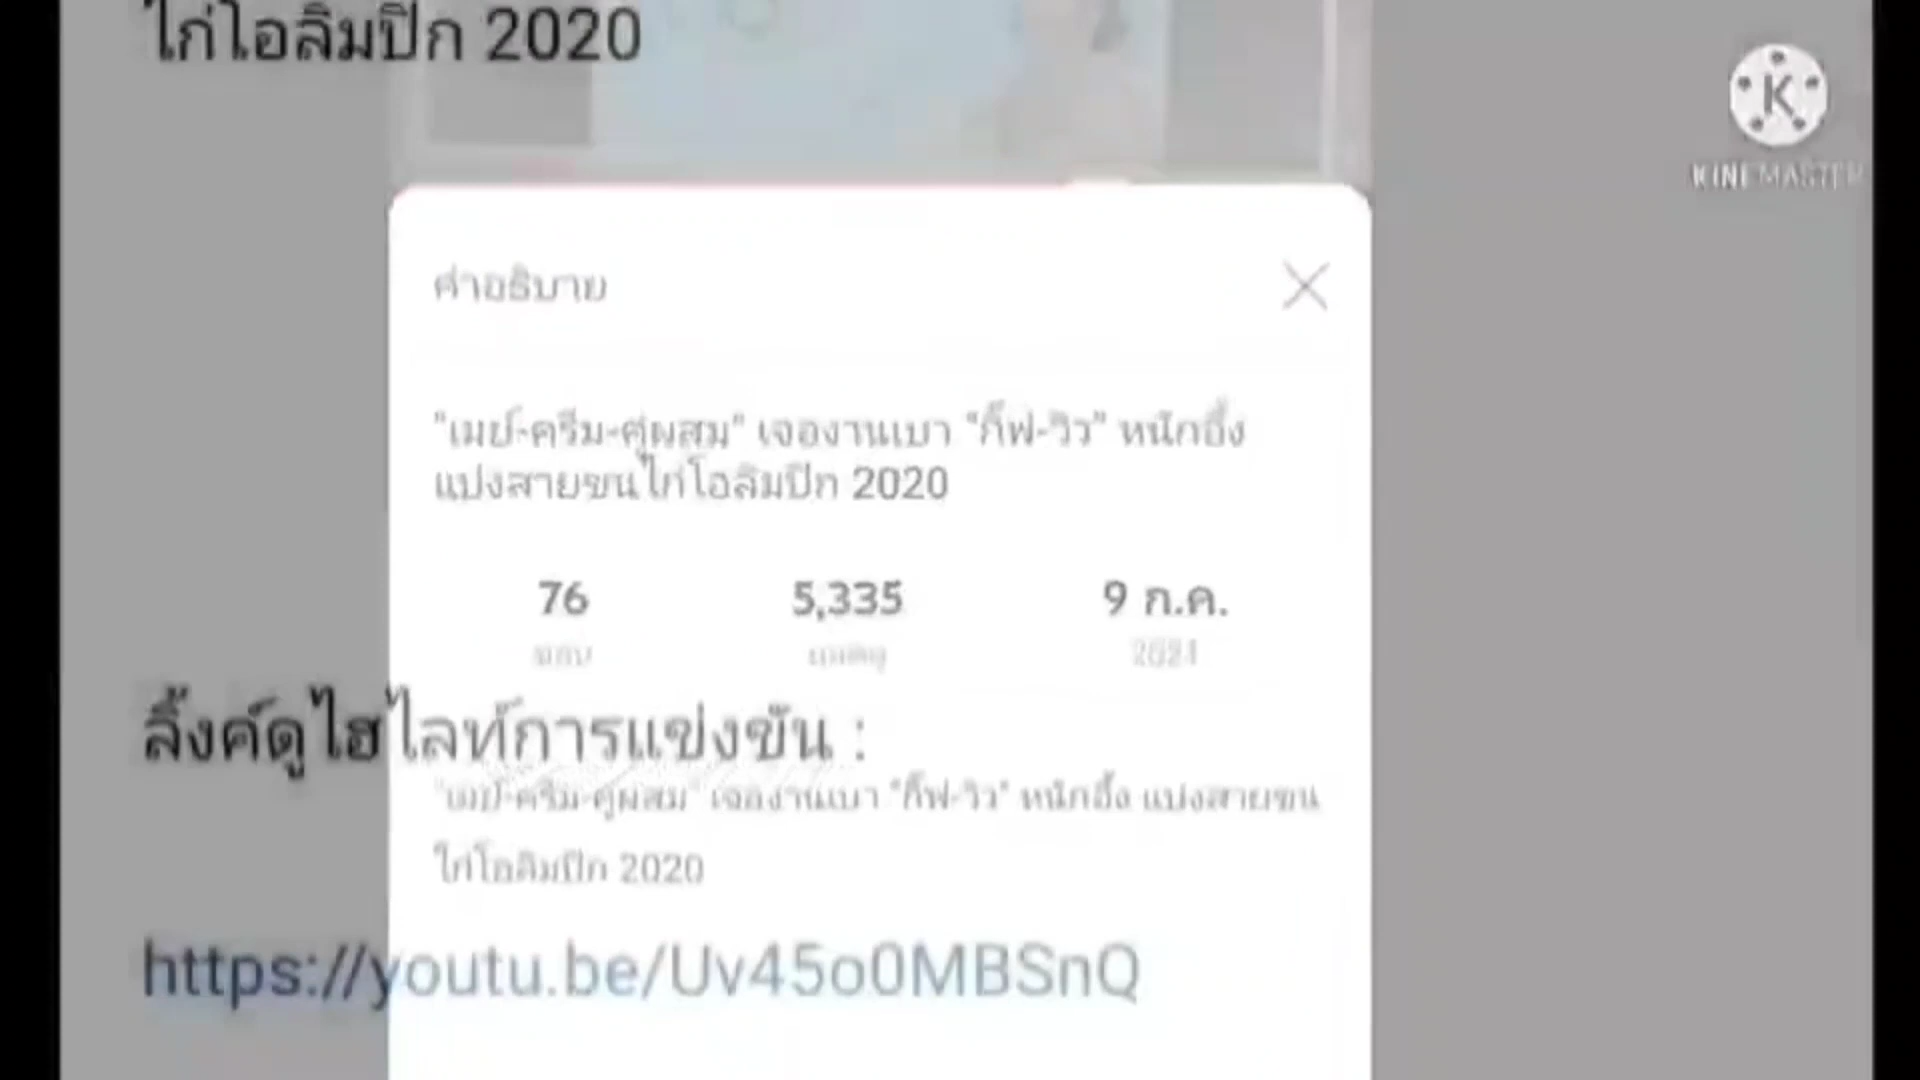 ไก่โอลิมปิก 2020
KINEMASTER
คำอธิบาย
"เมย์-ครีม-คู่ผสม" เจองานเบา "กิ๊ฟ-วิว" หนักอึ้ง
แบ่งสายขนไก่โอลิมปิก 2020
76 5,335 9 ก.ค.
2021
ลิ้งค์ดูไฮไลท์การแข่งขัน :
"เมย์-ครีม-คู่ผสม" เจองานเบา "กิ๊ฟ-วิว" หนักอึ้ง แบ่งสายขน
ไก่โอลิมปิก 2020
https://youtu.be/Uv45o0MBSnQ